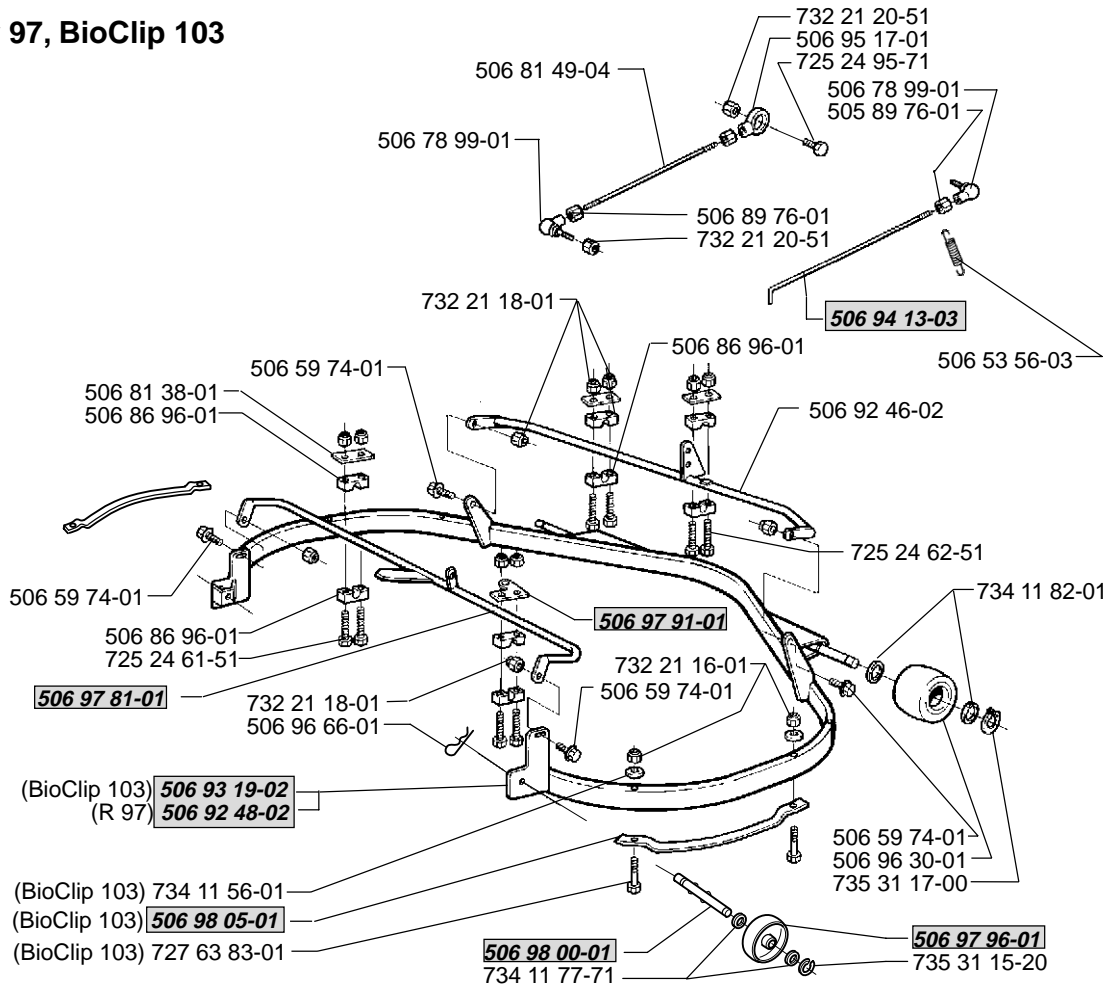 97, BioClip 103
732 21 20-51
506 95 17-01
725 24 95-71
506 81 49-04
506 78 99-01
505 89 76-01
506 78 99-01
506 89 76-01
732 21 20-51
506 94 13-03
732 21 18-01
506 86 96-01
506 53 56-03
506 59 74-01
506 81 38-01
506 86 96-01
506 92 46-02
725 24 62-51
506 59 74-01
734 11 82-01
506 97 91-01
506 86 96-01
725 24 61-51
732 21 16-01
506 59 74-01
506 97 81-01
732 21 18-01
506 96 66-01
(BioClip 103) 506 93 19-02
(R 97) 506 92 48-02
506 59 74-01
506 96 30-01
735 31 17-00
(BioClip 103) 734 11 56-01
(BioClip 103) 506 98 05-01
(BioClip 103) 727 63 83-01
506 98 00-01
734 11 77-71
506 97 96-01
735 31 15-20